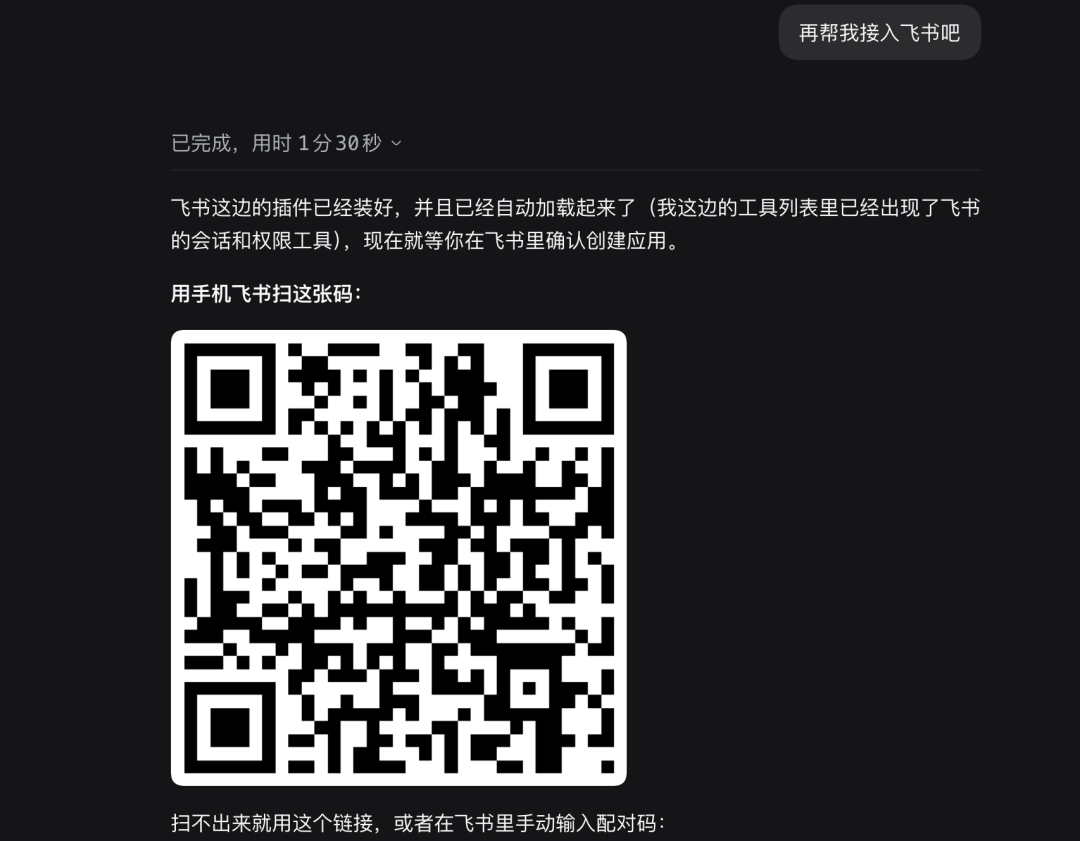 再帮我接入飞书吧
已完成，用时 1分30秒
飞书这边的插件已经装好，并且已经自动加载起来了（我这边的工具列表里已经出现了飞书
的会话和权限工具），现在就等你在飞书里确认创建应用。
用手机飞书扫这张码：
扫不出来就用这个链接，或者在飞书里手动输入配对码：